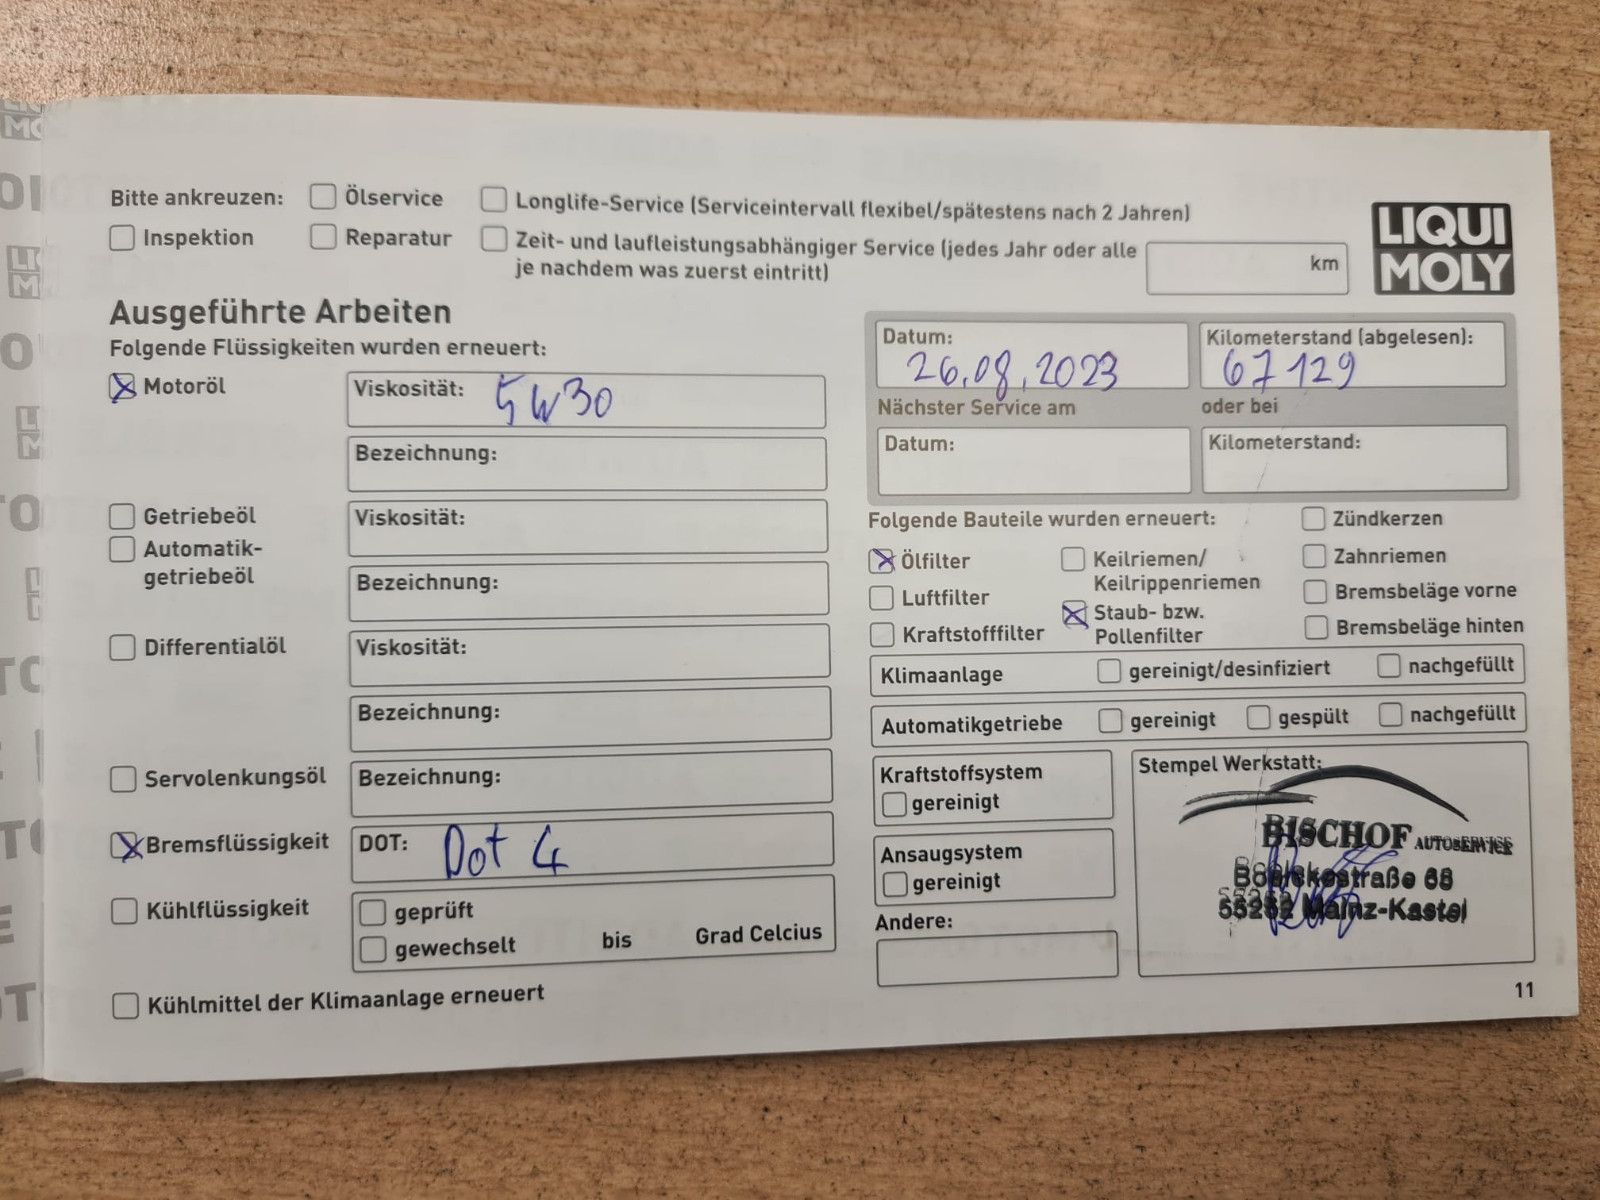 Bitte ankreuzen: Ölservice Longlife-Service (Serviceintervall flexibel/spätestens nach 2 Jahren)
Inspektion Reparatur Zeit- und laufleistungsabhängiger Service (jedes Jahr oder alle km
je nachdem was zuerst eintritt)
LIQUI
MOLY
Ausgeführte Arbeiten
Folgende Flüssigkeiten wurden erneuert:
Motoröl Viskosität: 5W30
Bezeichnung:
Getriebeöl Viskosität:
Automatik-
getriebeöl Bezeichnung:
Differentialöl Viskosität:
Bezeichnung:
Servolenkungsöl Bezeichnung:
Bremsflüssigkeit DOT: Dot 4
Kühlflüssigkeit geprüft
gewechselt bis Grad Celcius
Kühlmittel der Klimaanlage erneuert
Datum: Kilometerstand (abgelesen):
26.08.2023 67129
Nächster Service am oder bei
Datum: Kilometerstand:
Folgende Bauteile wurden erneuert: Zündkerzen
Ölfilter Keilriemen/ Zahnriemen
Keilrippenriemen
Luftfilter Staub- bzw. Bremsbeläge vorne
Kraftstofffilter Pollenfilter Bremsbeläge hinten
Klimaanlage gereinigt/desinfiziert nachgefüllt
Automatikgetriebe gereinigt gespült nachgefüllt
Kraftstoffsystem
gereinigt
Ansaugsystem
gereinigt
Andere:
Stempel Werkstatt:
BISCHOF AUTOSERVICE
55252 Mainz-Kastel
11